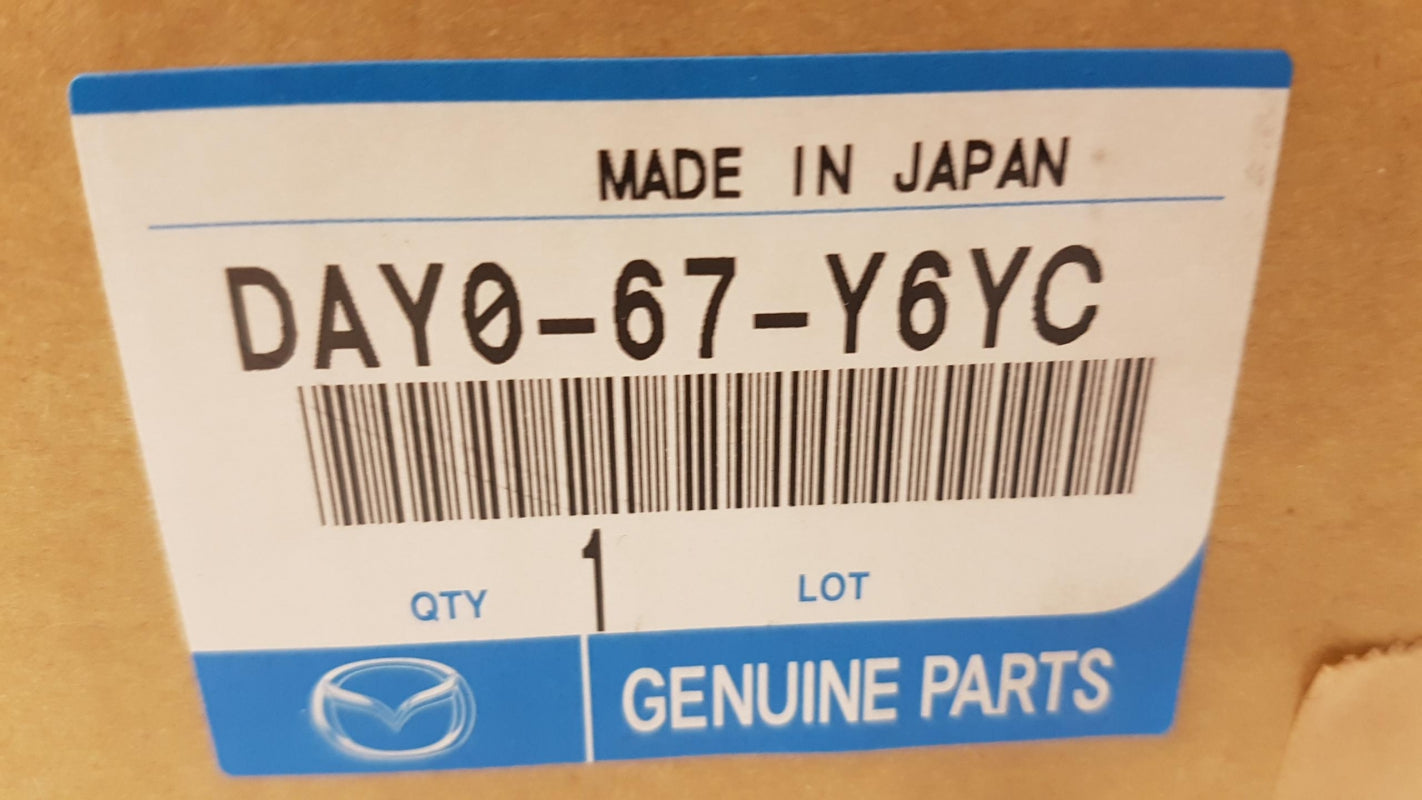 MADE IN JAPAN
DAY0-67-Y6YC
QTY 1 LOT
GENUINE PARTS